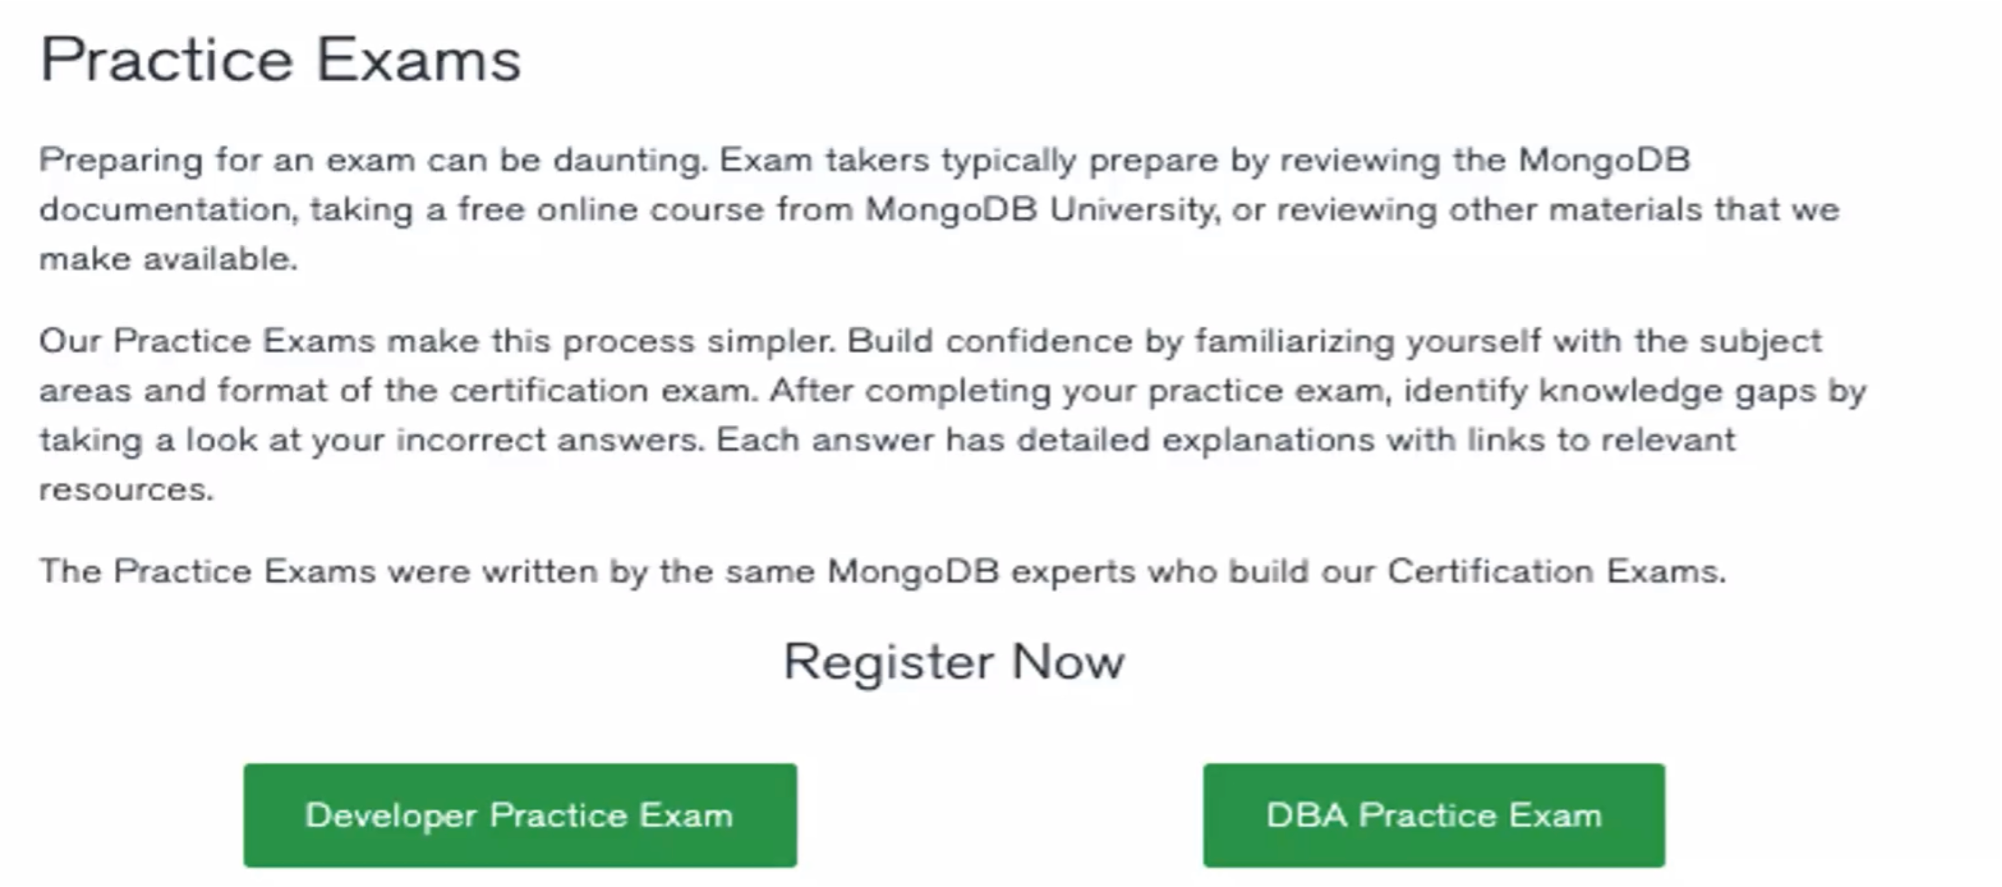 Practice Exams
Preparing for an exam can be daunting. Exam takers typically prepare by reviewing the MongoDB
documentation, taking a free online course from MongoDB University, or reviewing other materials that we
make available.
Our Practice Exams make this process simpler. Build confidence by familiarizing yourself with the subject
areas and format of the certification exam. After completing your practice exam, identify knowledge gaps by
taking a look at your incorrect answers. Each answer has detailed explanations with links to relevant
resources.
The Practice Exams were written by the same MongoDB experts who build our Certification Exams.
Register Now
Developer Practice Exam
DBA Practice Exam